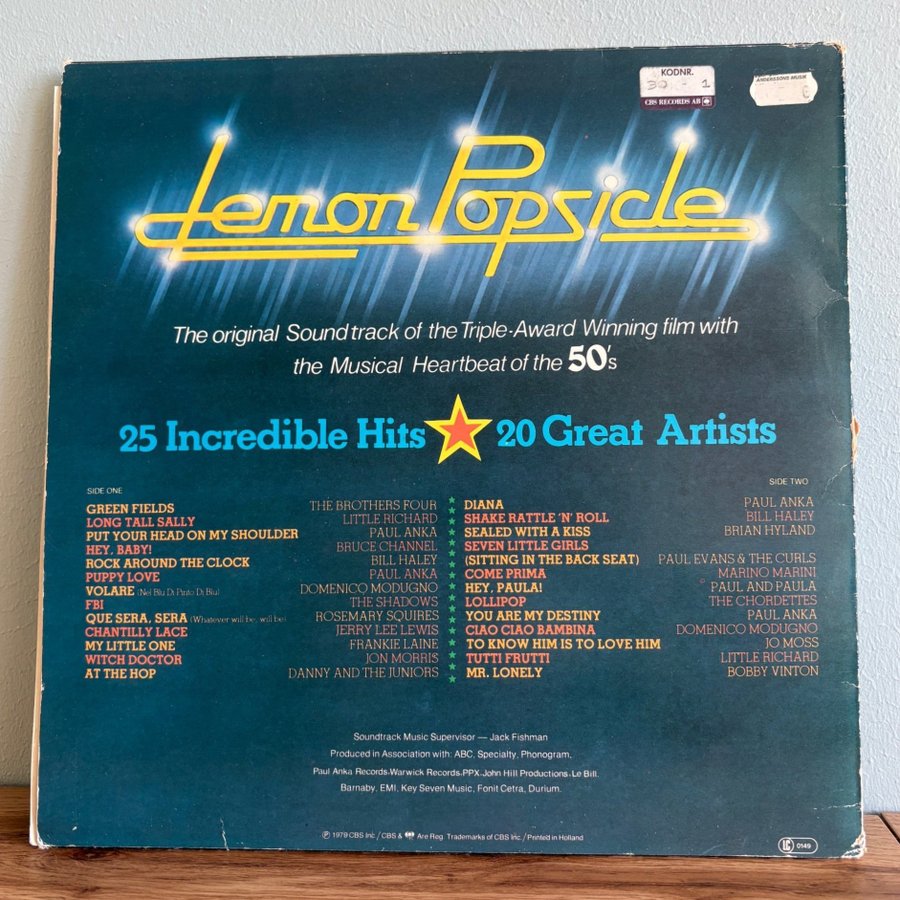 KODNR.
30 - 1
CBS RECORDS AB
ANDERSSONS MUSIK
Lemon Popsicle
The original Soundtrack of the Triple-Award Winning film with
the Musical Heartbeat of the 50's
25 Incredible Hits ★ 20 Great Artists
SIDE ONE
GREEN FIELDS THE BROTHERS FOUR
LONG TALL SALLY LITTLE RICHARD
PUT YOUR HEAD ON MY SHOULDER PAUL ANKA
HEY, BABY! BRUCE CHANNEL
ROCK AROUND THE CLOCK BILL HALEY
PUPPY LOVE PAUL ANKA
VOLARE (Nel Blu Di Pinto Di Blu) DOMENICO MODUGNO
FBI THE SHADOWS
QUE SERA, SERA (Whatever will be, will be) ROSEMARY SQUIRES
CHANTILLY LACE JERRY LEE LEWIS
MY LITTLE ONE FRANKIE LAINE
WITCH DOCTOR JON MORRIS
AT THE HOP DANNY AND THE JUNIORS
SIDE TWO
DIANA PAUL ANKA
SHAKE RATTLE 'N' ROLL BILL HALEY
SEALED WITH A KISS BRIAN HYLAND
SEVEN LITTLE GIRLS
(SITTING IN THE BACK SEAT) PAUL EVANS & THE CURLS
COME PRIMA MARINO MARINI
HEY, PAULA! PAUL AND PAULA
LOLLIPOP THE CHORDETTES
YOU ARE MY DESTINY PAUL ANKA
CIAO CIAO BAMBINA DOMENICO MODUGNO
TO KNOW HIM IS TO LOVE HIM JO MOSS
TUTTI FRUTTI LITTLE RICHARD
MR. LONELY BOBBY VINTON
Soundtrack Music Supervisor — Jack Fishman
Produced in Association with: ABC, Specialty, Phonogram,
Paul Anka Records-Warwick Records-PPX-John Hill Productions-Le Bill,
Barnaby, EMI, Key Seven Music, Fonit Cetra, Durium.
℗ 1979 CBS Inc / CBS & Are Reg. Trademarks of CBS Inc. / Printed in Holland
LC 0149